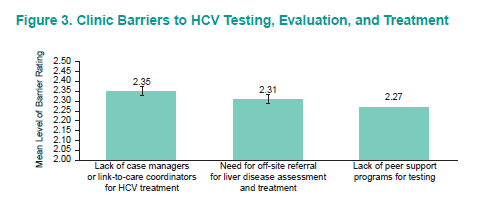 Figure 3. Clinic Barriers to HCV Testing, Evaluation, and Treatment
Mean Level of Barrier Rating
2.50
2.45
2.40
2.35
2.30
2.25
2.20
2.15
2.10
2.05
2.00
2.35
2.31
2.27
Lack of case managers
or link-to-care coordinators
for HCV treatment
Need for off-site referral
for liver disease assessment
and treatment
Lack of peer support
programs for testing